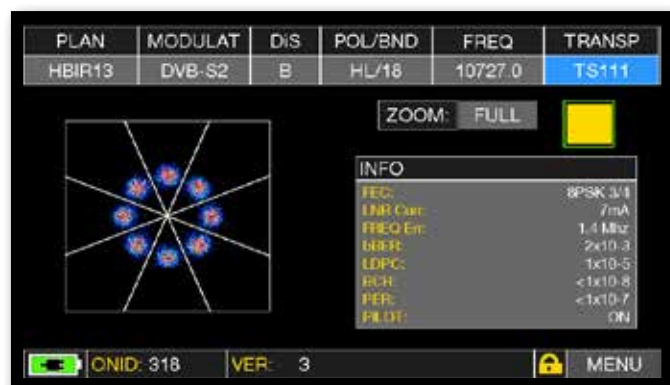 PLAN MODULAT DiS POL/BND FREQ TRANSP
HBIR13 DVB-S2 B HL/18 10727.0 TS111
ZOOM: FULL
INFO
FEC: 8PSK 3/4
LNB Curr: 7mA
FREQ Err: 1.4 Mhz
bBER: 2x10-3
LDPC: 1x10-5
BCH: <1x10-8
PER: <1x10-7
PILOT: ON
ONID: 318 VER: 3 MENU